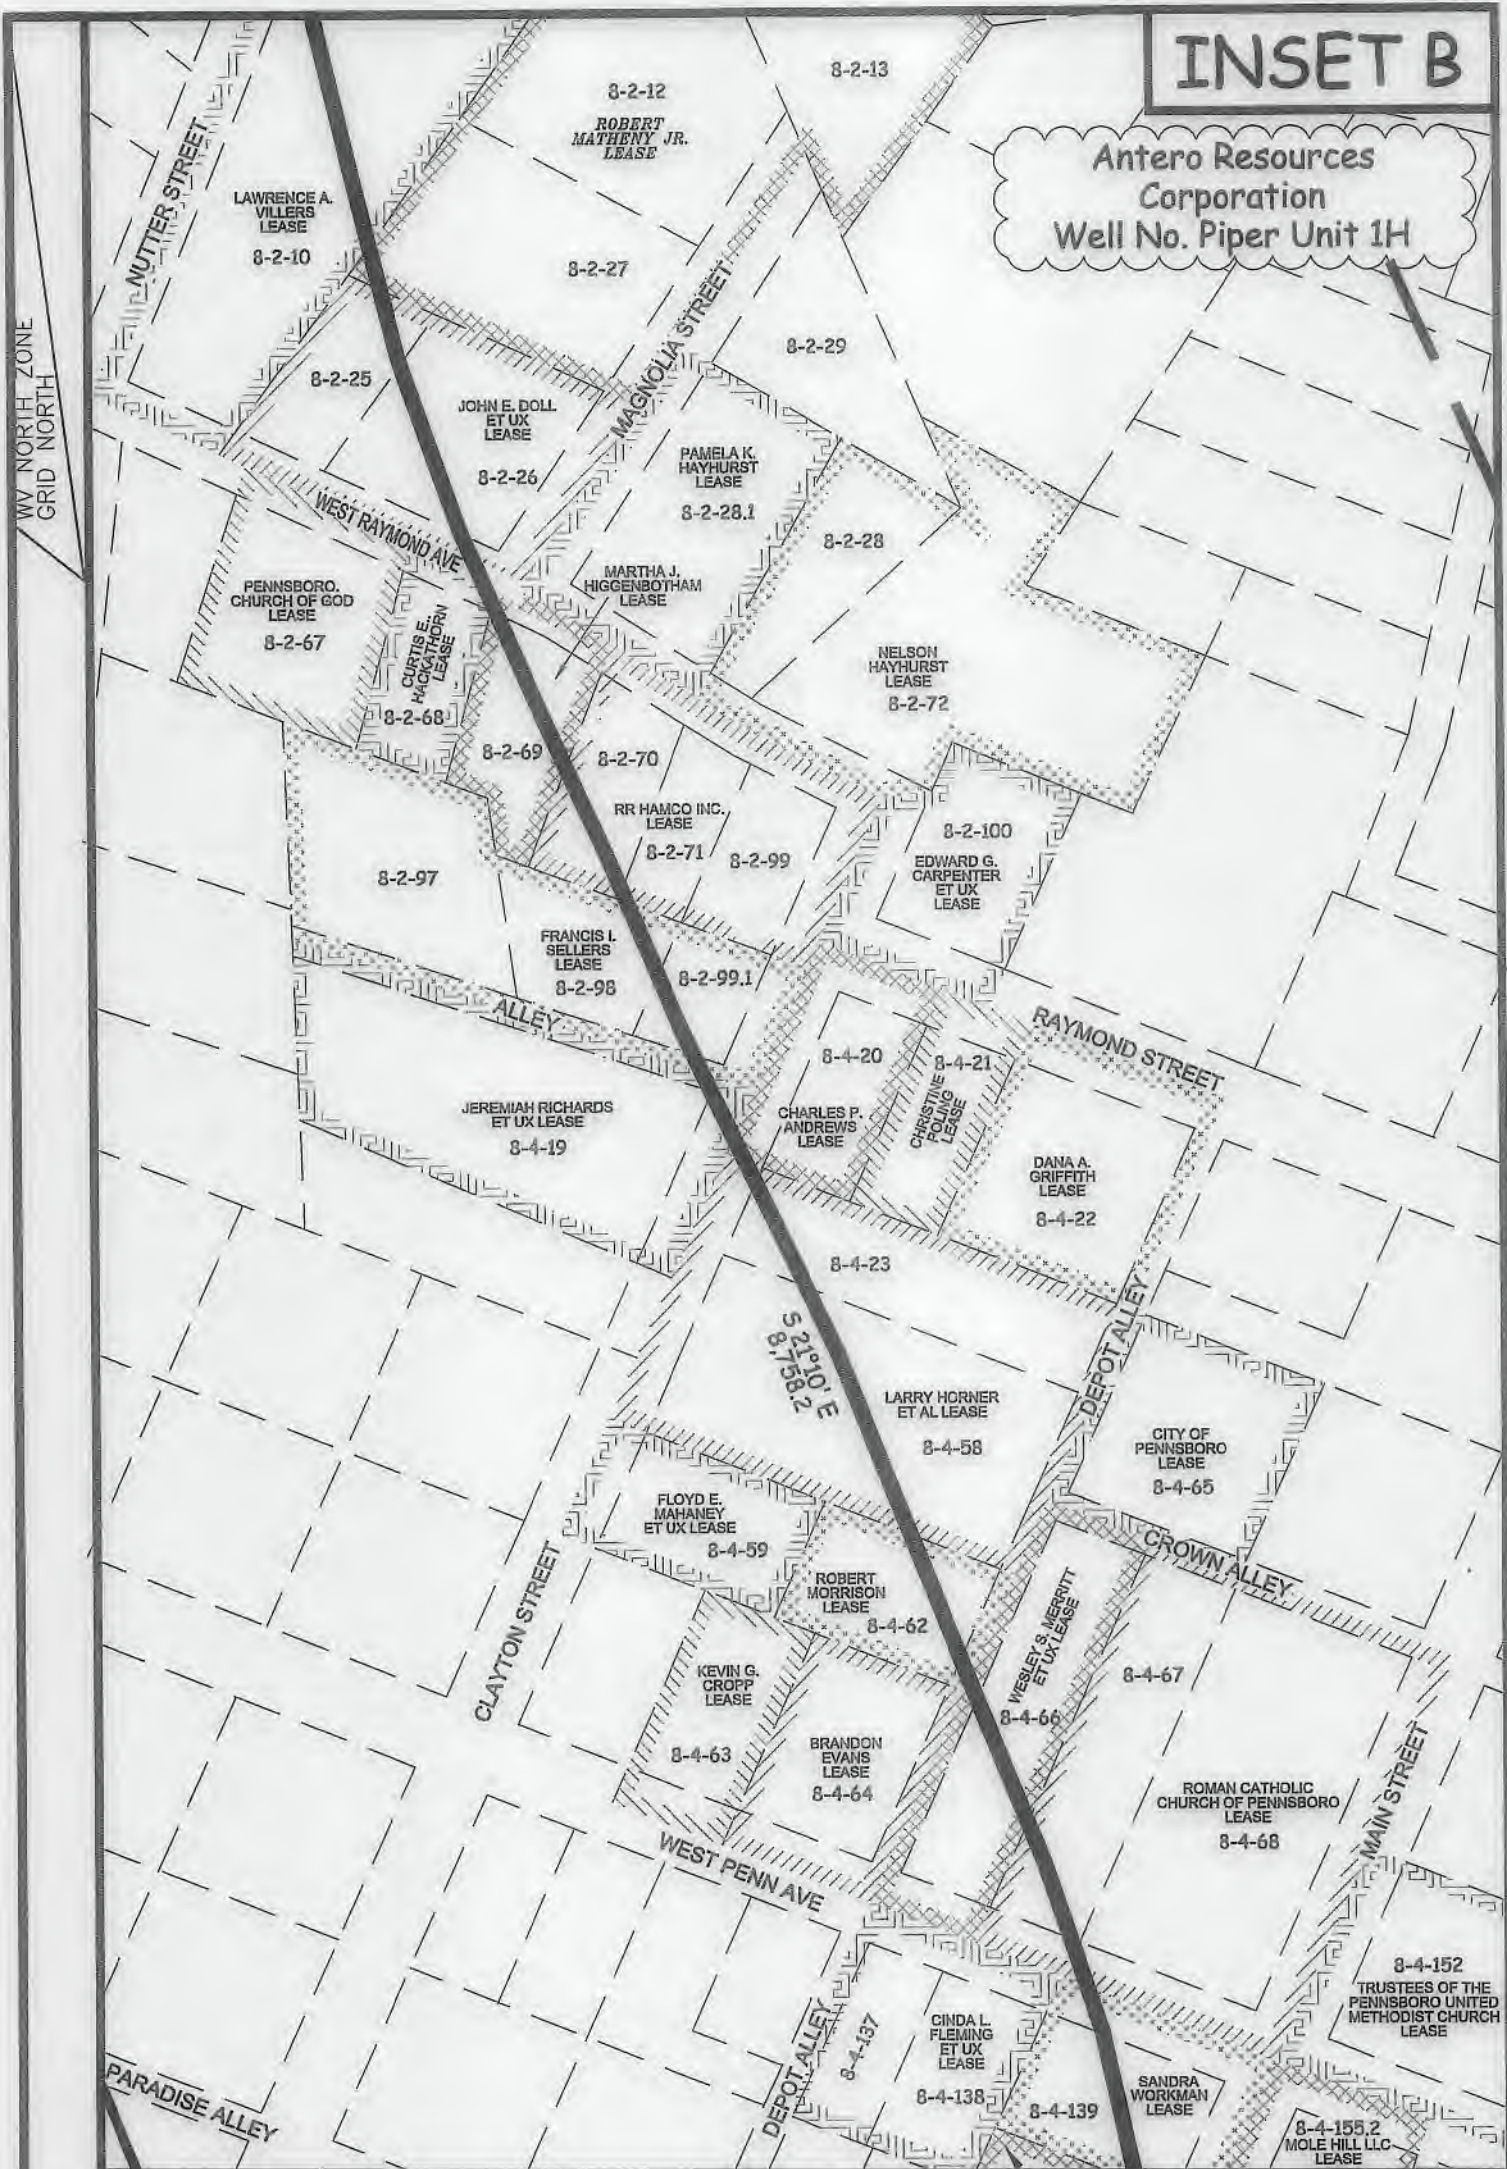 INSET B
Antero Resources
Corporation
Well No. Piper Unit 1H
WV NORTH ZONE
GRID NORTH
NUTTER STREET
LAWRENCE A.
VILLERS
LEASE
8-2-10
8-2-12
ROBERT
MATHENY JR.
LEASE
8-2-13
8-2-27
MAGNOLIA STREET
8-2-29
8-2-25
JOHN E. DOLL
ET UX
LEASE
8-2-26
PAMELA K.
HAYHURST
LEASE
8-2-28.1
8-2-28
WEST RAYMOND AVE
MARTHA J.
HIGGENBOTHAM
LEASE
PENNSBORO.
CHURCH OF GOD
LEASE
8-2-67
CURTIS E.
HACKATHORN
LEASE
8-2-68
NELSON
HAYHURST
LEASE
8-2-72
8-2-69
8-2-70
RR HAMCO INC.
LEASE
8-2-71
8-2-99
8-2-100
EDWARD G.
CARPENTER
ET UX
LEASE
8-2-97
FRANCIS I.
SELLERS
LEASE
8-2-98
8-2-99.1
ALLEY
RAYMOND STREET
8-4-20
8-4-21
CHRISTINE
POLING
LEASE
CHARLES P.
ANDREWS
LEASE
JEREMIAH RICHARDS
ET UX LEASE
8-4-19
DANA A.
GRIFFITH
LEASE
8-4-22
8-4-23
S 21°10' E
8,758.2
DEPOT ALLEY
LARRY HORNER
ET AL LEASE
8-4-58
CITY OF
PENNSBORO
LEASE
8-4-65
FLOYD E.
MAHANEY
ET UX LEASE
8-4-59
CROWN ALLEY
CLAYTON STREET
ROBERT
MORRISON
LEASE
8-4-62
WESLEY S. MERRITT
ET UX LEASE
8-4-66
8-4-67
KEVIN G.
CROPP
LEASE
8-4-63
BRANDON
EVANS
LEASE
8-4-64
ROMAN CATHOLIC
CHURCH OF PENNSBORO
LEASE
8-4-68
MAIN STREET
WEST PENN AVE
8-4-152
TRUSTEES OF THE
PENNSBORO UNITED
METHODIST CHURCH
LEASE
DEPOT ALLEY
8-4-137
CINDA L.
FLEMING
ET UX
LEASE
8-4-138
8-4-139
SANDRA
WORKMAN
LEASE
8-4-155.2
MOLE HILL LLC
LEASE
PARADISE ALLEY